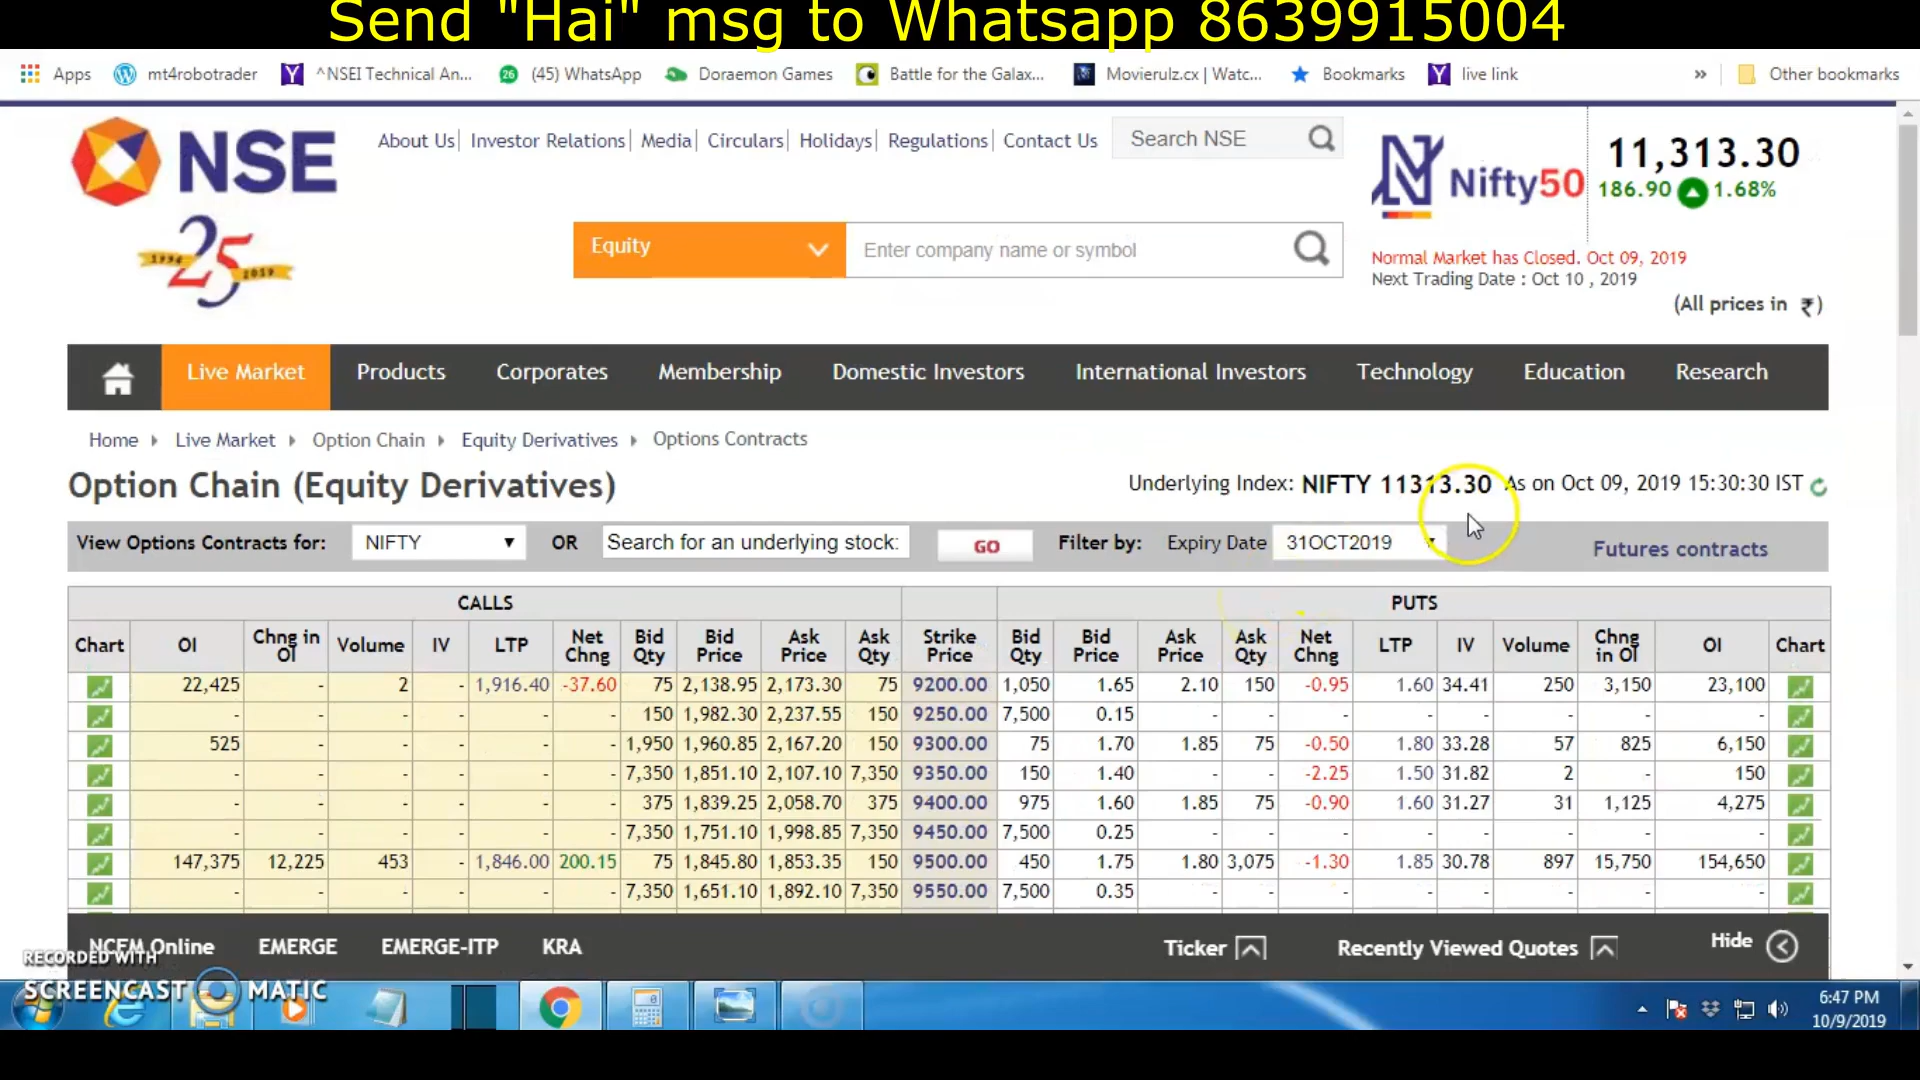 Send "Hai" msg to Whatsapp 8639915004
Apps mt4robotrader ^NSEI Technical An... (45) WhatsApp Doraemon Games Battle for the Galax... Movierulz.cx | Watc... Bookmarks live link » Other bookmarks
NSE
About Us| Investor Relations| Media| Circulars| Holidays| Regulations| Contact Us
Search NSE
Nifty50
11,313.30
186.90 1.68%
25
1994 2019
Equity
Enter company name or symbol
Normal Market has Closed. Oct 09, 2019
Next Trading Date : Oct 10 , 2019
(All prices in ₹)
Live Market Products Corporates Membership Domestic Investors International Investors Technology Education Research
Home Live Market Option Chain Equity Derivatives Options Contracts
Option Chain (Equity Derivatives)
Underlying Index: NIFTY 11313.30 As on Oct 09, 2019 15:30:30 IST
View Options Contracts for: NIFTY OR Search for an underlying stock: GO Filter by: Expiry Date 31OCT2019 Futures contracts
CALLS PUTS
Chart OI Chng in OI Volume IV LTP Net Chng Bid Qty Bid Price Ask Price Ask Qty Strike Price Bid Qty Bid Price Ask Price Ask Qty Net Chng LTP IV Volume Chng in OI OI Chart
22,425 - 2 - 1,916.40 -37.60 75 2,138.95 2,173.30 75 9200.00 1,050 1.65 2.10 150 -0.95 1.60 34.41 250 3,150 23,100
- - - - - - 150 1,982.30 2,237.55 150 9250.00 7,500 0.15 - - - - - - - -
525 - - - - - 1,950 1,960.85 2,167.20 150 9300.00 75 1.70 1.85 75 -0.50 1.80 33.28 57 825 6,150
- - - - - - 7,350 1,851.10 2,107.10 7,350 9350.00 150 1.40 - - -2.25 1.50 31.82 2 - 150
- - - - - - 375 1,839.25 2,058.70 375 9400.00 975 1.60 1.85 75 -0.90 1.60 31.27 31 1,125 4,275
- - - - - - 7,350 1,751.10 1,998.85 7,350 9450.00 7,500 0.25 - - - - - - - -
147,375 12,225 453 - 1,846.00 200.15 75 1,845.80 1,853.35 150 9500.00 450 1.75 1.80 3,075 -1.30 1.85 30.78 897 15,750 154,650
- - - - - - 7,350 1,651.10 1,892.10 7,350 9550.00 7,500 0.35 - - - - - - - -
NCFM Online EMERGE EMERGE-ITP KRA Ticker Recently Viewed Quotes Hide
RECORDED WITH
SCREENCAST MATIC
6:47 PM
10/9/2019